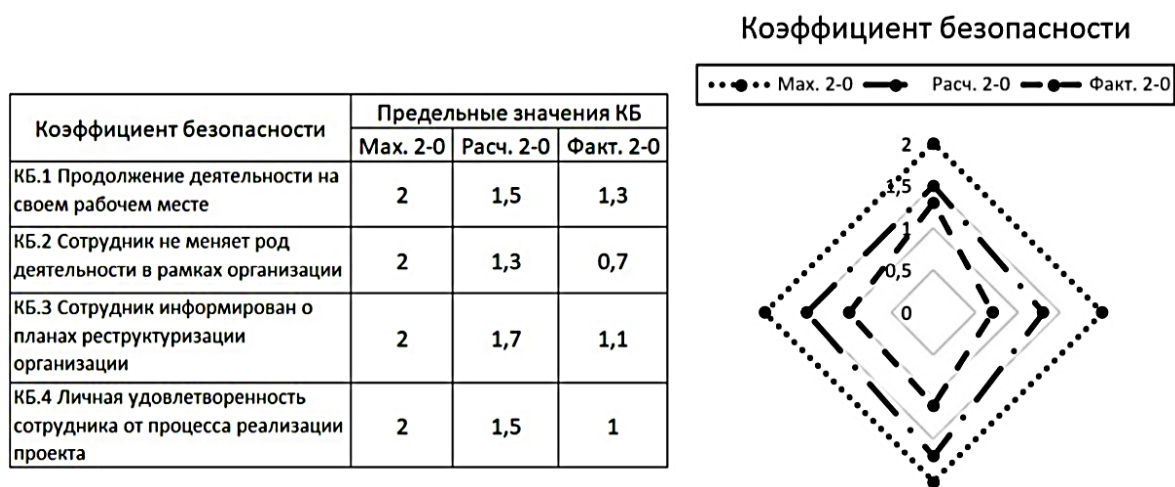 Коэффициент безопасности
Предельные значения КБ
Мах. 2-0 Расч. 2-0 Факт. 2-0
КБ.1 Продолжение деятельности на
своем рабочем месте
2 1,5 1,3
КБ.2 Сотрудник не меняет род
деятельности в рамках организации
2 1,3 0,7
КБ.3 Сотрудник информирован о
планах реструктуризации
организации
2 1,7 1,1
КБ.4 Личная удовлетворенность
сотрудника от процесса реализации
проекта
2 1,5 1
Коэффициент безопасности
Мах. 2-0 Расч. 2-0 Факт. 2-0
2
1,5
1
0,5
0